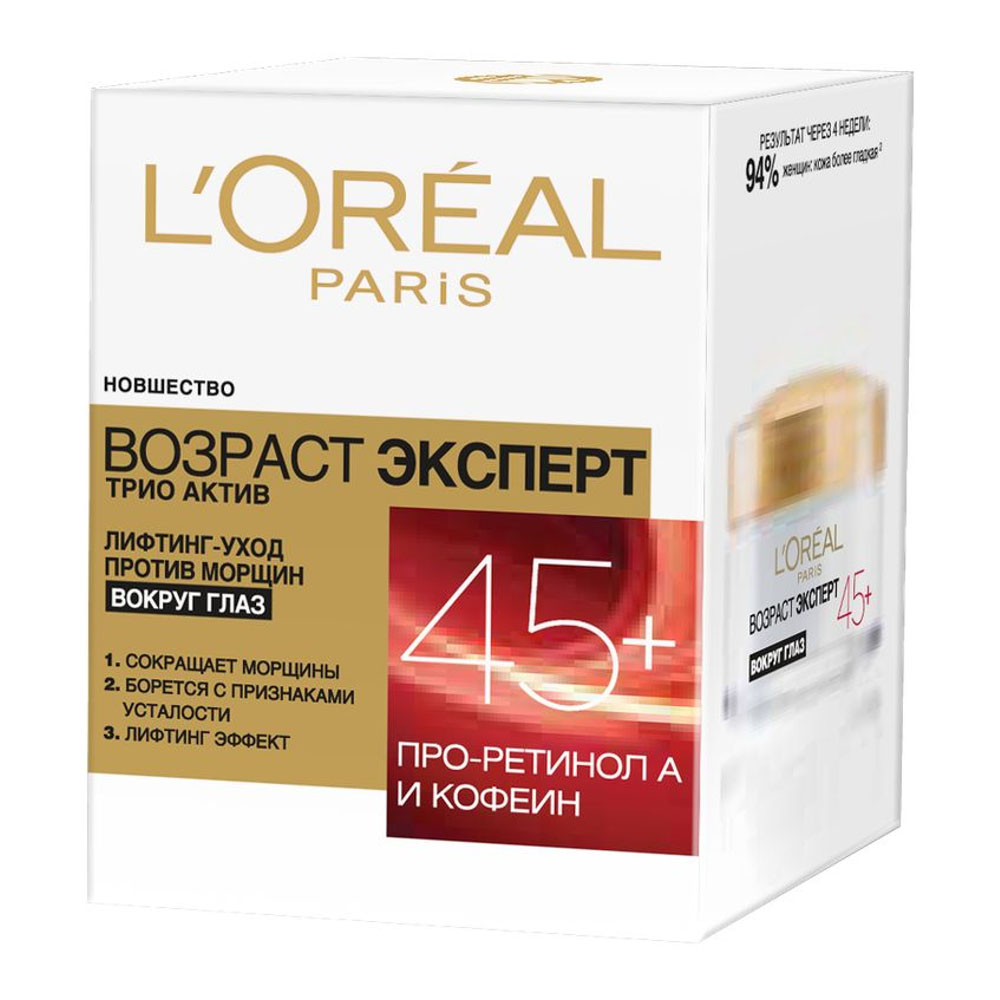 L'ORÉAL
PARiS
НОВШЕСТВО
ВОЗРАСТ ЭКСПЕРТ
ТРИО АКТИВ
ЛИФТИНГ-УХОД
ПРОТИВ МОРЩИН
ВОКРУГ ГЛАЗ
1. СОКРАЩАЕТ МОРЩИНЫ
2. БОРЕТСЯ С ПРИЗНАКАМИ
УСТАЛОСТИ
3. ЛИФТИНГ ЭФФЕКТ
45+
ПРО-РЕТИНОЛ А
И КОФЕИН
РЕЗУЛЬТАТ ЧЕРЕЗ 4 НЕДЕЛИ:
94% женщин: кожа более гладкая²
L'ORÉAL
PARIS
ВОЗРАСТ ЭКСПЕРТ
45+
ВОКРУГ ГЛАЗ